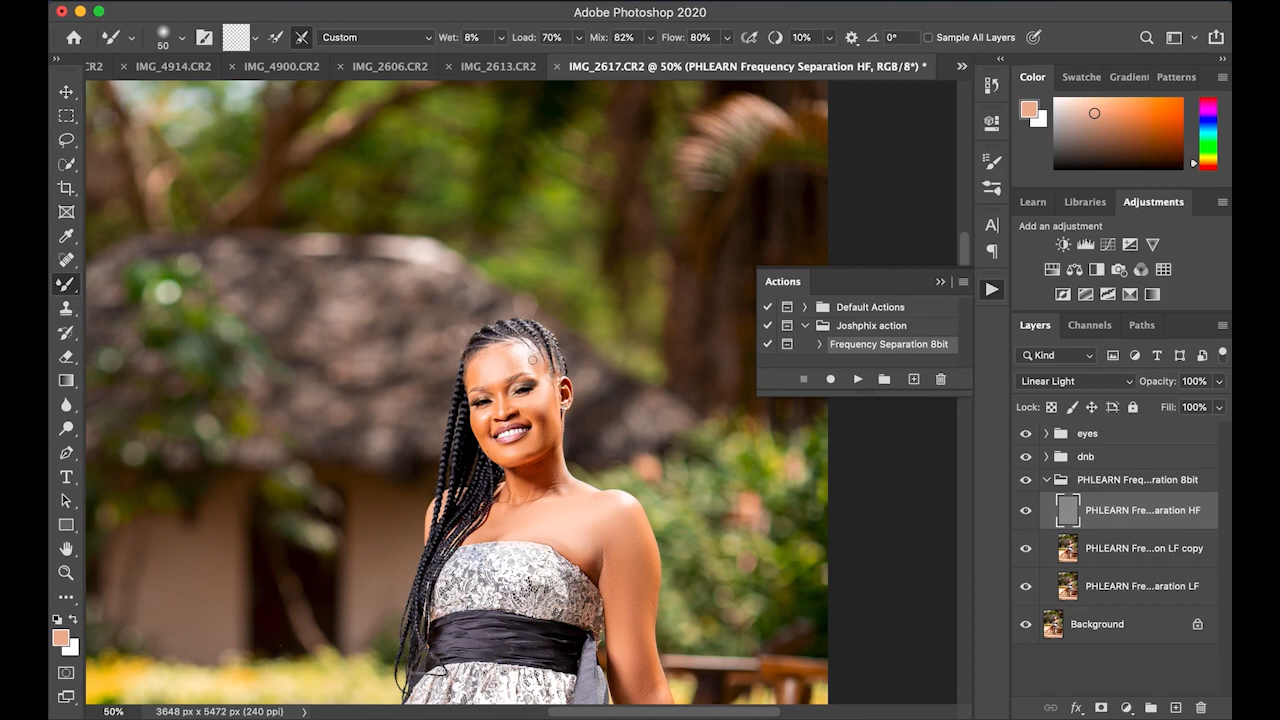 Adobe Photoshop 2020
50 Custom Wet: 8% Load: 70% Mix: 82% Flow: 80% 10% 0° Sample All Layers
CR2 × IMG_4914.CR2 × IMG_4900.CR2 × IMG_2606.CR2 × IMG_2613.CR2 × IMG_2617.CR2 @ 50% (PHLEARN Frequency Separation HF, RGB/8*) *
Color Swatche Gradient Patterns
Learn Libraries Adjustments
Add an adjustment
Actions
Default Actions
Joshphix action
Frequency Separation 8bit
Layers Channels Paths
Kind
Linear Light Opacity: 100%
Lock: Fill: 100%
eyes
dnb
PHLEARN Freq...ration 8bit
PHLEARN Fre...aration HF
PHLEARN Fre...on LF copy
PHLEARN Fre...aration LF
Background
50% 3648 px x 5472 px (240 ppi)